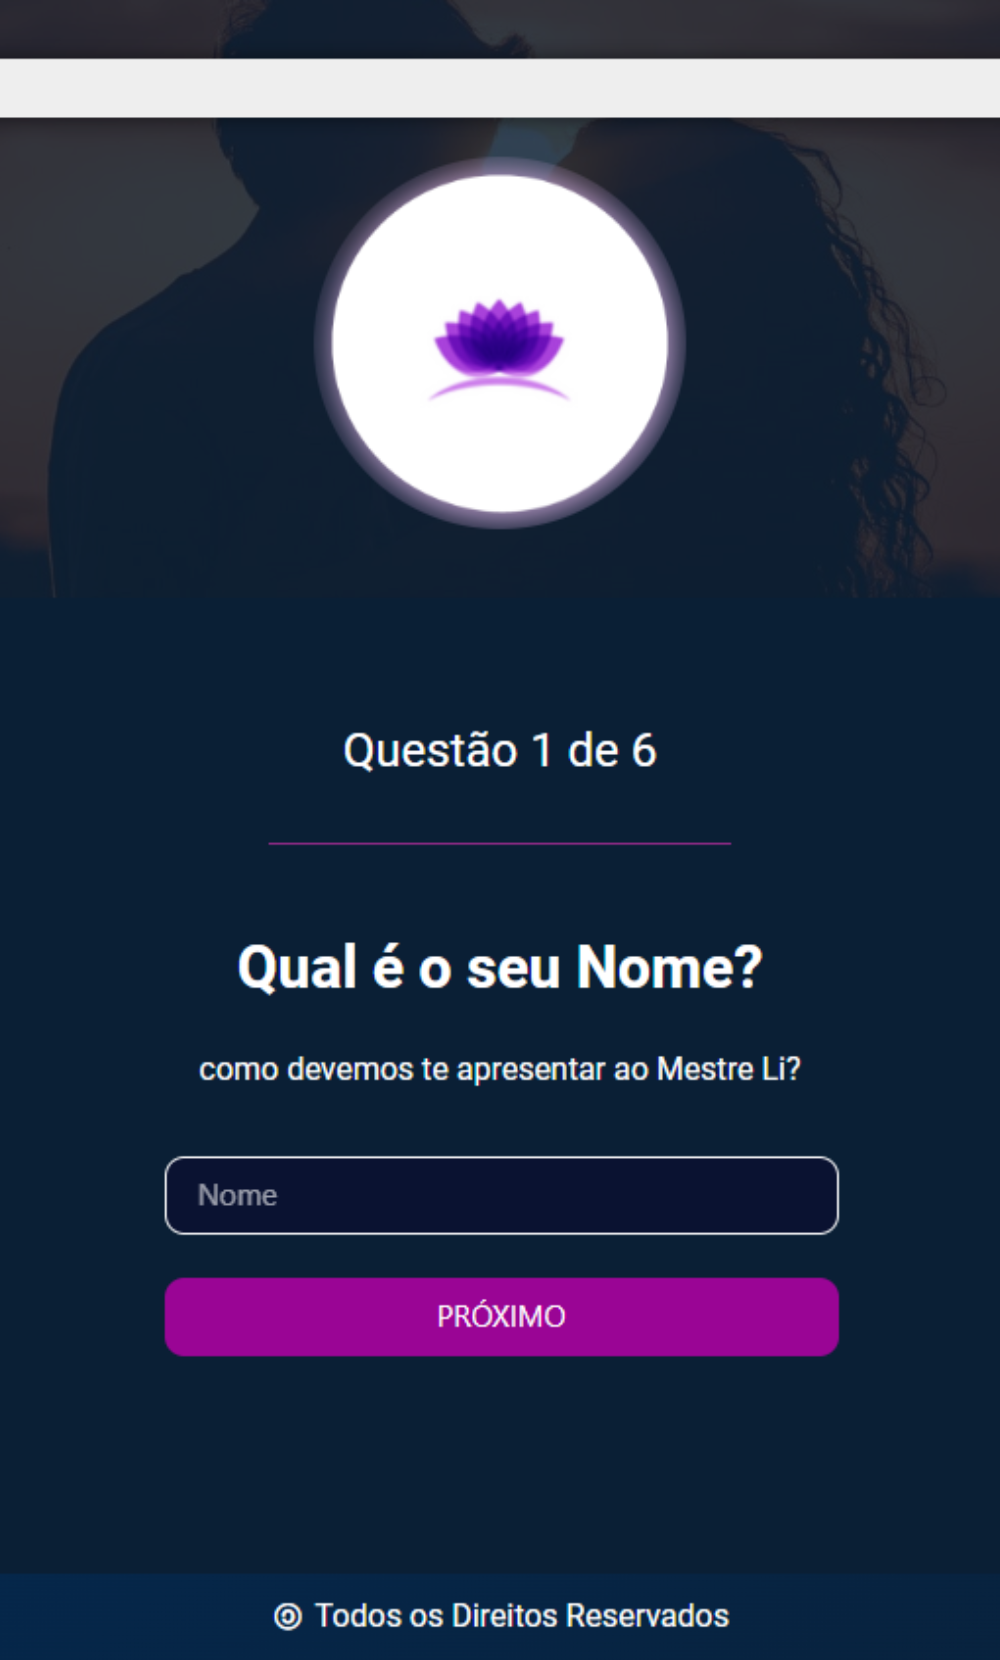 Questão 1 de 6
Qual é o seu Nome?
como devemos te apresentar ao Mestre Li?
Nome
PRÓXIMO
Todos os Direitos Reservados